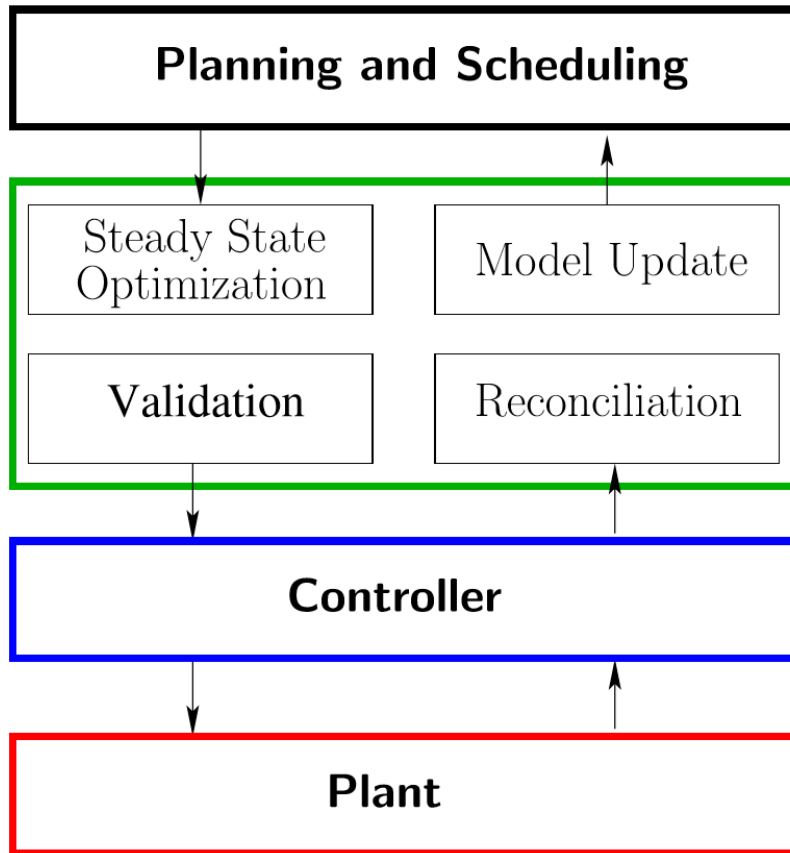 Planning and Scheduling
Steady State
Optimization
Model Update
Validation
Reconciliation
Controller
Plant